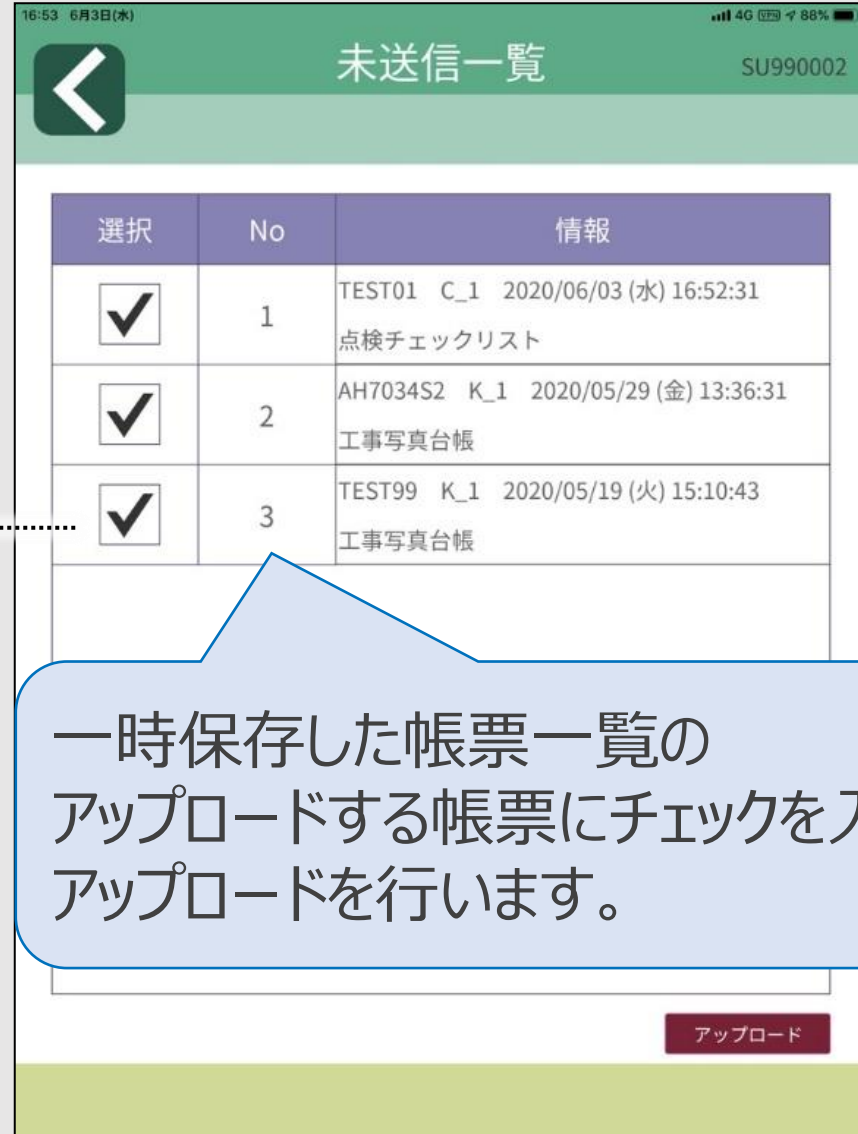 16:53 6月3日(水)
4G VPN 88%
未送信一覧
SU990002
選択 No 情報
1 TEST01 C_1 2020/06/03 (水) 16:52:31
点検チェックリスト
2 AH7034S2 K_1 2020/05/29 (金) 13:36:31
工事写真台帳
3 TEST99 K_1 2020/05/19 (火) 15:10:43
工事写真台帳
一時保存した帳票一覧の
アップロードする帳票にチェックを入
アップロードを行います。
アップロード